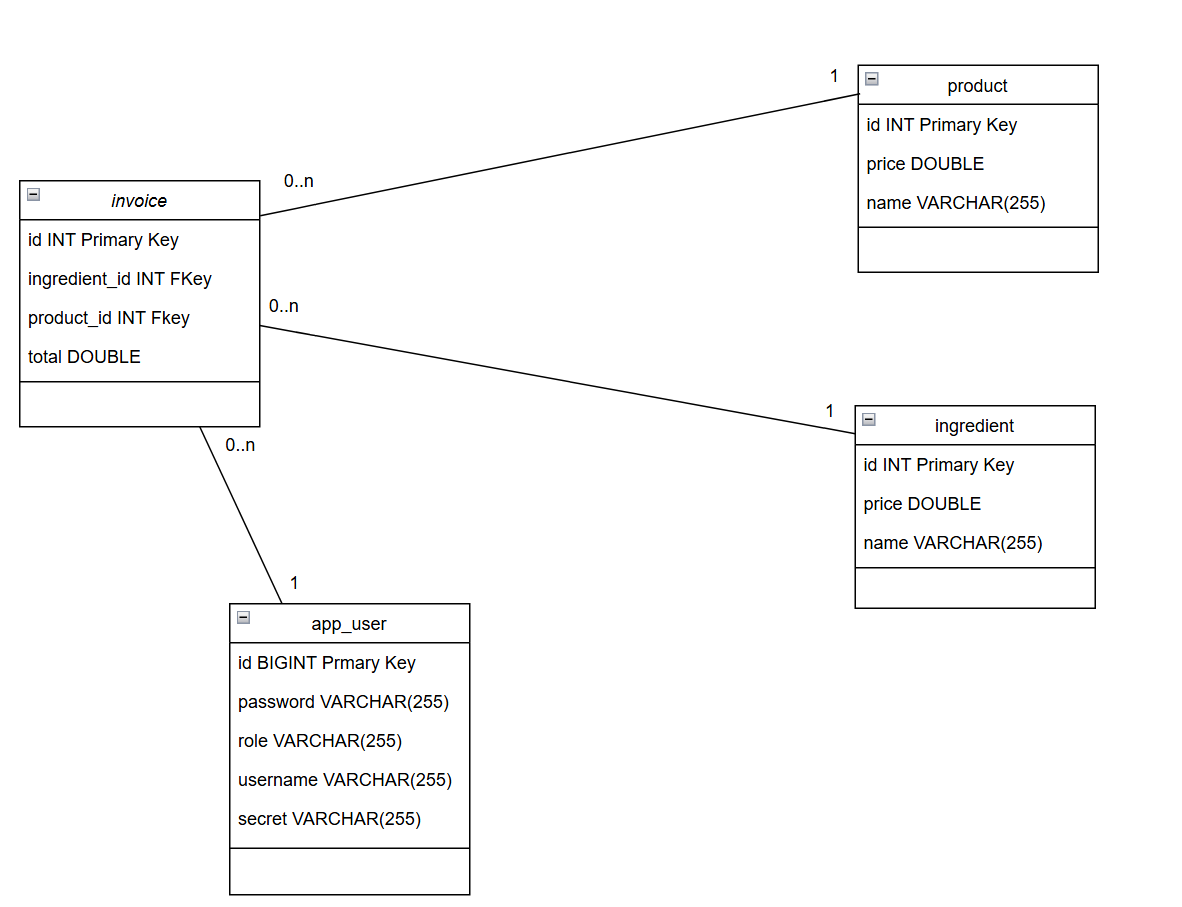 1
product
id INT Primary Key
price DOUBLE
name VARCHAR(255)
0..n
invoice
id INT Primary Key
ingredient_id INT FKey
product_id INT Fkey
total DOUBLE
0..n
1
ingredient
id INT Primary Key
price DOUBLE
name VARCHAR(255)
0..n
1
app_user
id BIGINT Prmary Key
password VARCHAR(255)
role VARCHAR(255)
username VARCHAR(255)
secret VARCHAR(255)